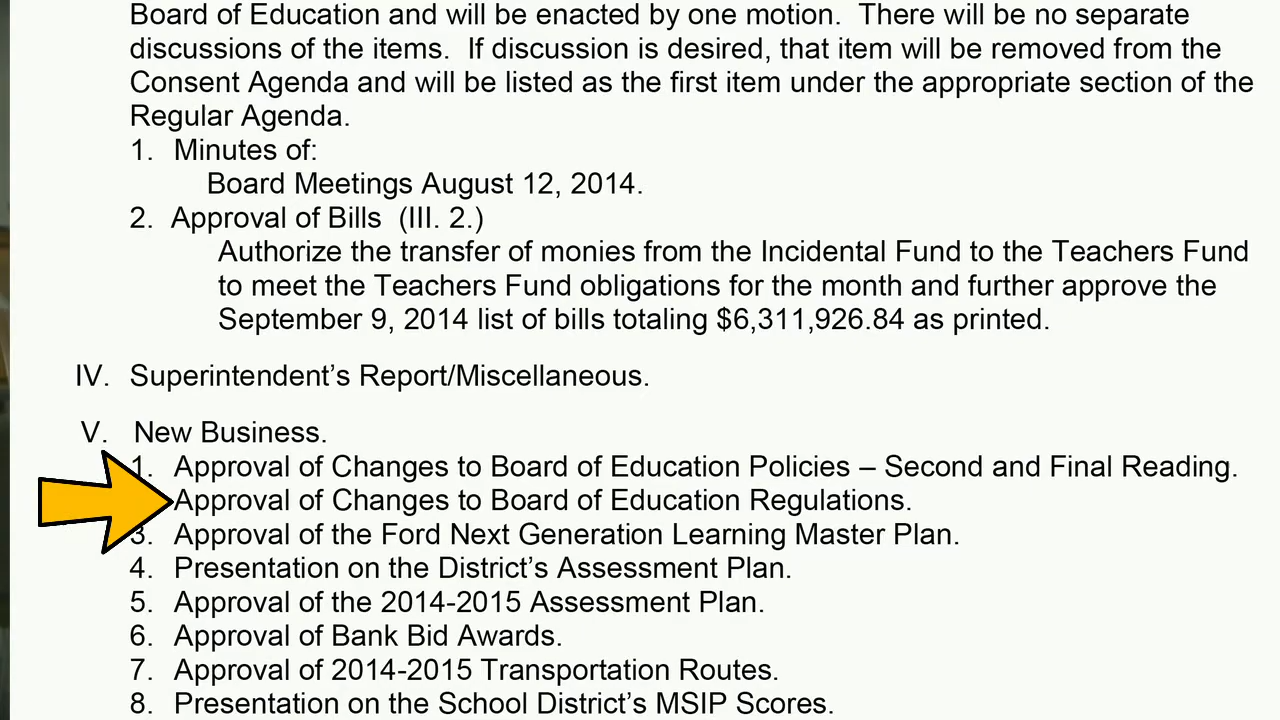 Board of Education and will be enacted by one motion.  There will be no separate
discussions of the items.  If discussion is desired, that item will be removed from the
Consent Agenda and will be listed as the first item under the appropriate section of the
Regular Agenda.
1.  Minutes of:
Board Meetings August 12, 2014.
2.  Approval of Bills  (III. 2.)
Authorize the transfer of monies from the Incidental Fund to the Teachers Fund
to meet the Teachers Fund obligations for the month and further approve the
September 9, 2014 list of bills totaling $6,311,926.84 as printed.
IV.  Superintendent’s Report/Miscellaneous.
V.  New Business.
1.  Approval of Changes to Board of Education Policies – Second and Final Reading.
Approval of Changes to Board of Education Regulations.
3.  Approval of the Ford Next Generation Learning Master Plan.
4.  Presentation on the District’s Assessment Plan.
5.  Approval of the 2014-2015 Assessment Plan.
6.  Approval of Bank Bid Awards.
7.  Approval of 2014-2015 Transportation Routes.
8.  Presentation on the School District’s MSIP Scores.